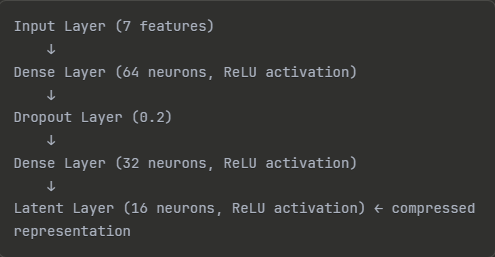 Input Layer (7 features)
↓
Dense Layer (64 neurons, ReLU activation)
↓
Dropout Layer (0.2)
↓
Dense Layer (32 neurons, ReLU activation)
↓
Latent Layer (16 neurons, ReLU activation) ← compressed
representation